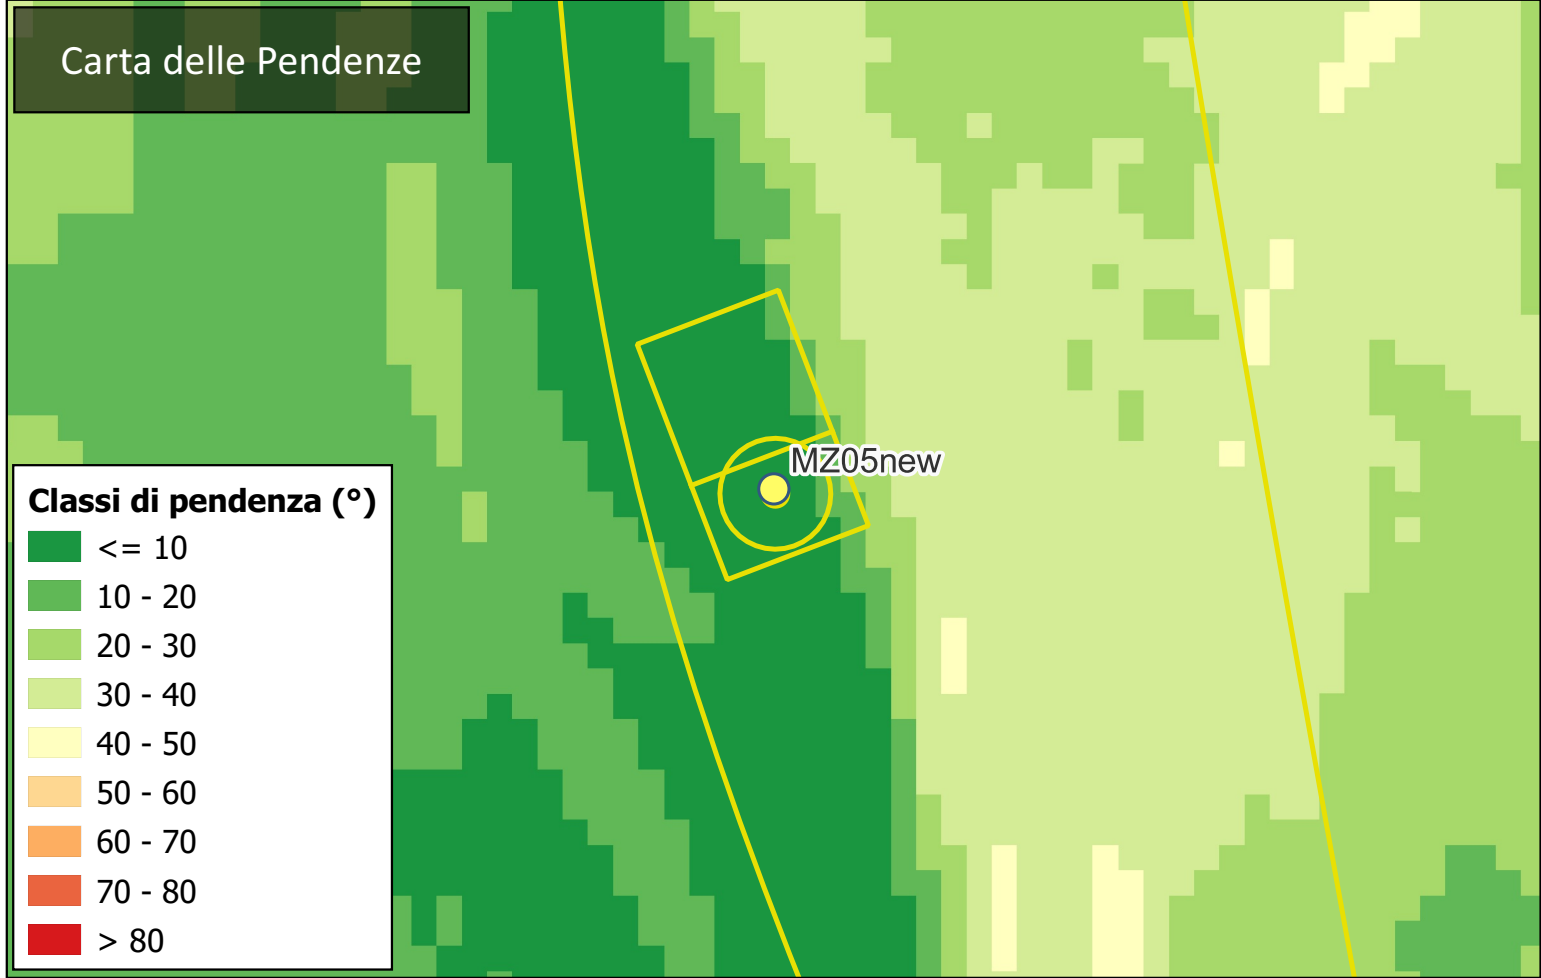 Carta delle Pendenze
MZ05new
Classi di pendenza (°)
<= 10
10 - 20
20 - 30
30 - 40
40 - 50
50 - 60
60 - 70
70 - 80
> 80